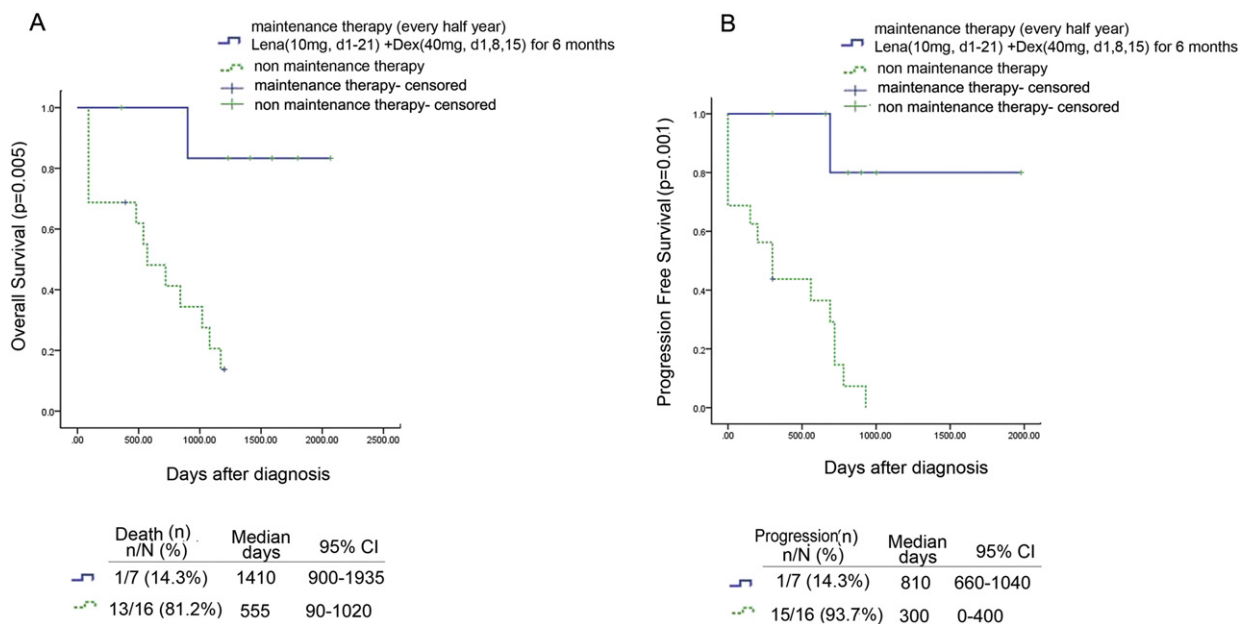 A
maintenance therapy (every half year)
Lena(10mg, d1-21) +Dex(40mg, d1,8,15) for 6 months
non maintenance therapy
maintenance therapy- censored
non maintenance therapy- censored
Overall Survival (p=0.005)
1.0
0.8
0.6
0.4
0.2
0.0
.00 500.00 1000.00 1500.00 2000.00 2500.00
Days after diagnosis
Death (n) Median 95% CI
n/N (%) days
1/7 (14.3%) 1410 900-1935
13/16 (81.2%) 555 90-1020
B
maintenance therapy (every half year)
Lena(10mg, d1-21) +Dex(40mg, d1,8,15) for 6 months
non maintenance therapy
maintenance therapy- censored
non maintenance therapy- censored
Progression Free Survival (p=0.001)
1.0
0.8
0.6
0.4
0.2
0.0
.00 500.00 1000.00 1500.00 2000.00
Days after diagnosis
Progression(n) Median 95% CI
n/N (%) days
1/7 (14.3%) 810 660-1040
15/16 (93.7%) 300 0-400